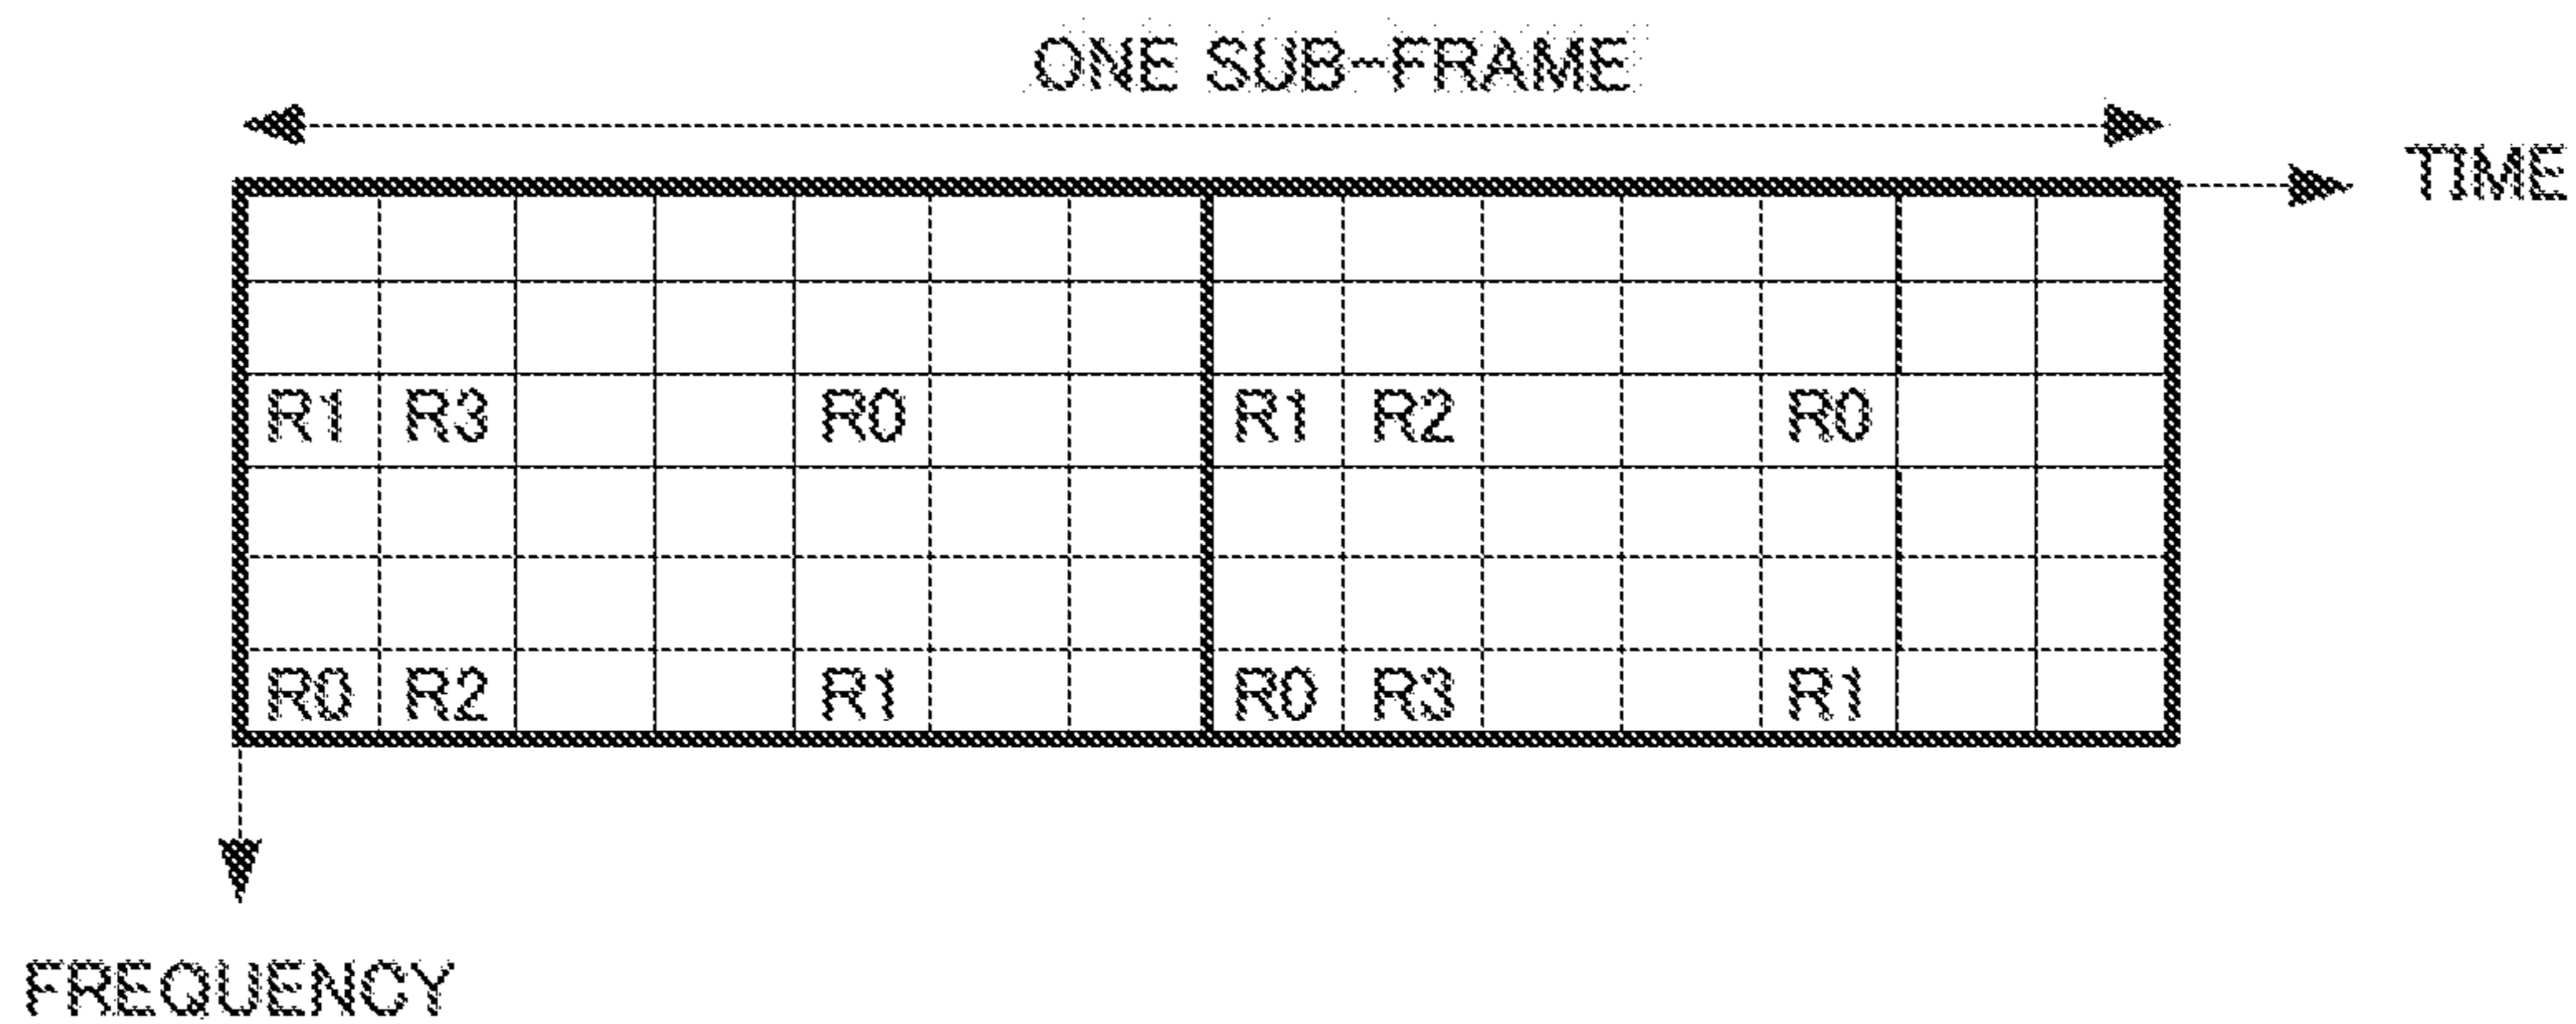 ONE SUB-FRAME
TIME
R1 R3 R0 R1 R2 R0
R0 R2 R1 R0 R3 R1
FREQUENCY